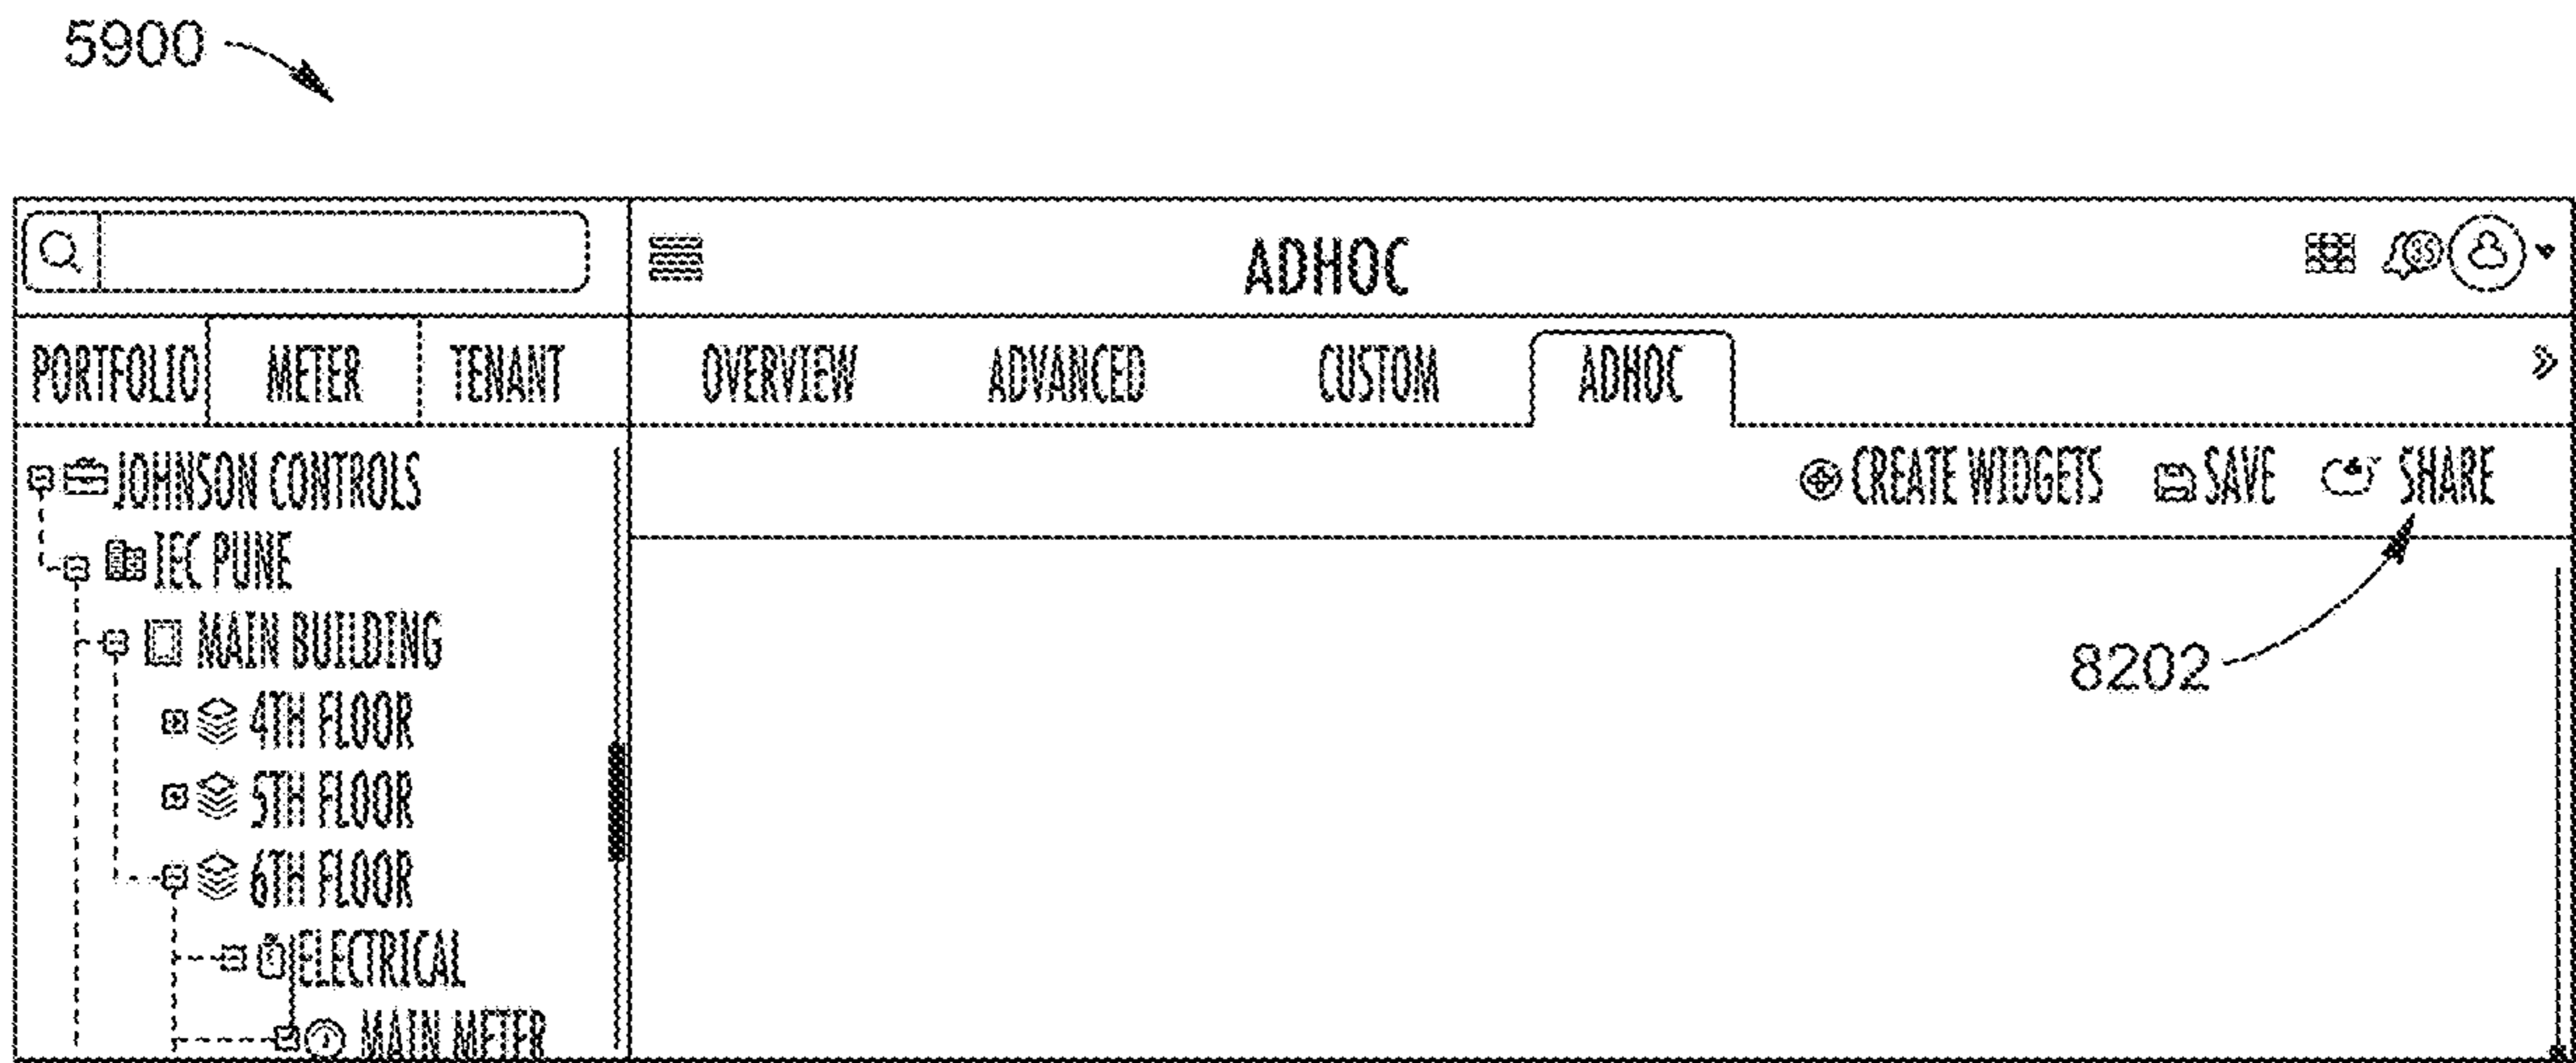 5900
ADHOC
PORTFOLIO METER TENANT
OVERVIEW ADVANCED CUSTOM ADHOC
JOHNSON CONTROLS
CREATE WIDGETS SAVE SHARE
IEC PUNE
MAIN BUILDING
8202
4TH FLOOR
5TH FLOOR
6TH FLOOR
ELECTRICAL
MAIN METER